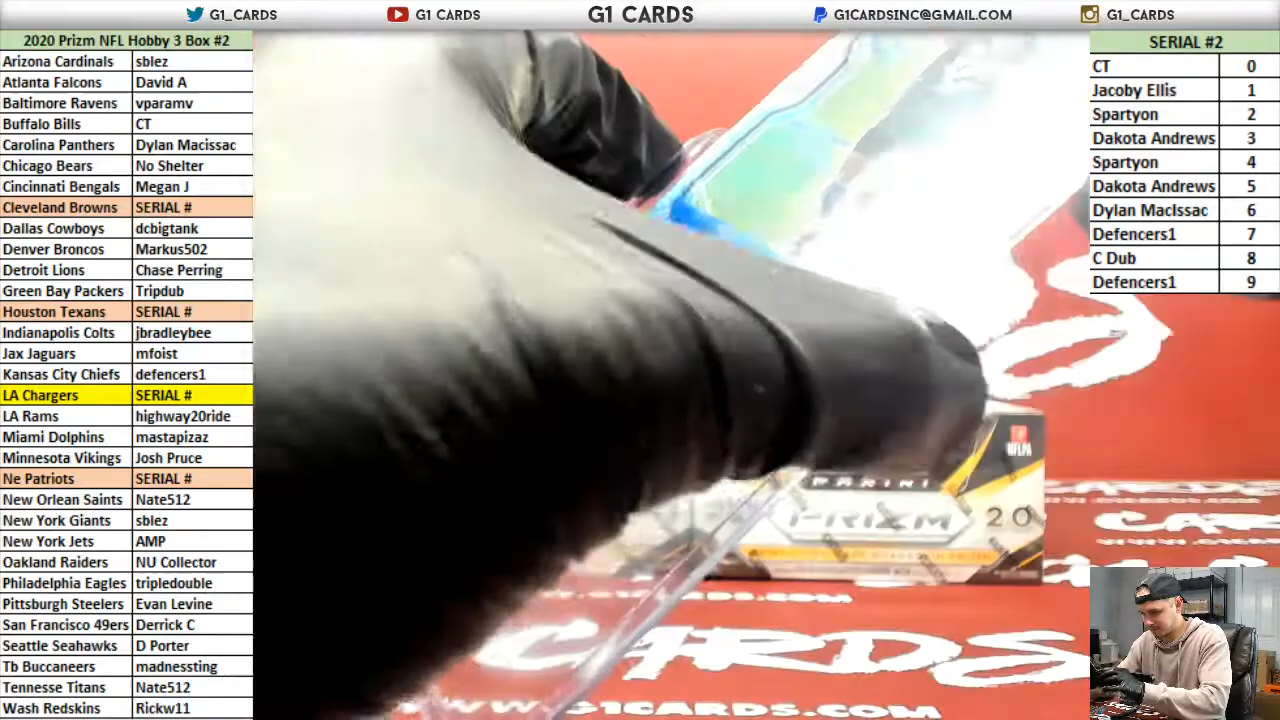 G1_CARDS G1 CARDS G1 CARDS G1CARDSINC@GMAIL.COM G1_CARDS
2020 Prizm NFL Hobby 3 Box #2
Arizona Cardinals sblez
Atlanta Falcons David A
Baltimore Ravens vparamv
Buffalo Bills CT
Carolina Panthers Dylan Macissac
Chicago Bears No Shelter
Cincinnati Bengals Megan J
Cleveland Browns SERIAL #
Dallas Cowboys dcbigtank
Denver Broncos Markus502
Detroit Lions Chase Perring
Green Bay Packers Tripdub
Houston Texans SERIAL #
Indianapolis Colts jbradleybee
Jax Jaguars mfoist
Kansas City Chiefs defencers1
LA Chargers SERIAL #
LA Rams highway20ride
Miami Dolphins mastapizaz
Minnesota Vikings Josh Pruce
Ne Patriots SERIAL #
New Orlean Saints Nate512
New York Giants sblez
New York Jets AMP
Oakland Raiders NU Collector
Philadelphia Eagles tripledouble
Pittsburgh Steelers Evan Levine
San Francisco 49ers Derrick C
Seattle Seahawks D Porter
Tb Buccaneers madnessting
Tennesse Titans Nate512
Wash Redskins Rickw11
SERIAL #2
CT 0
Jacoby Ellis 1
Spartyon 2
Dakota Andrews 3
Spartyon 4
Dakota Andrews 5
Dylan MacIssac 6
Defencers1 7
C Dub 8
Defencers1 9
PANINI
PRIZM 20
CARDS
WWW.G1CARDS.COM